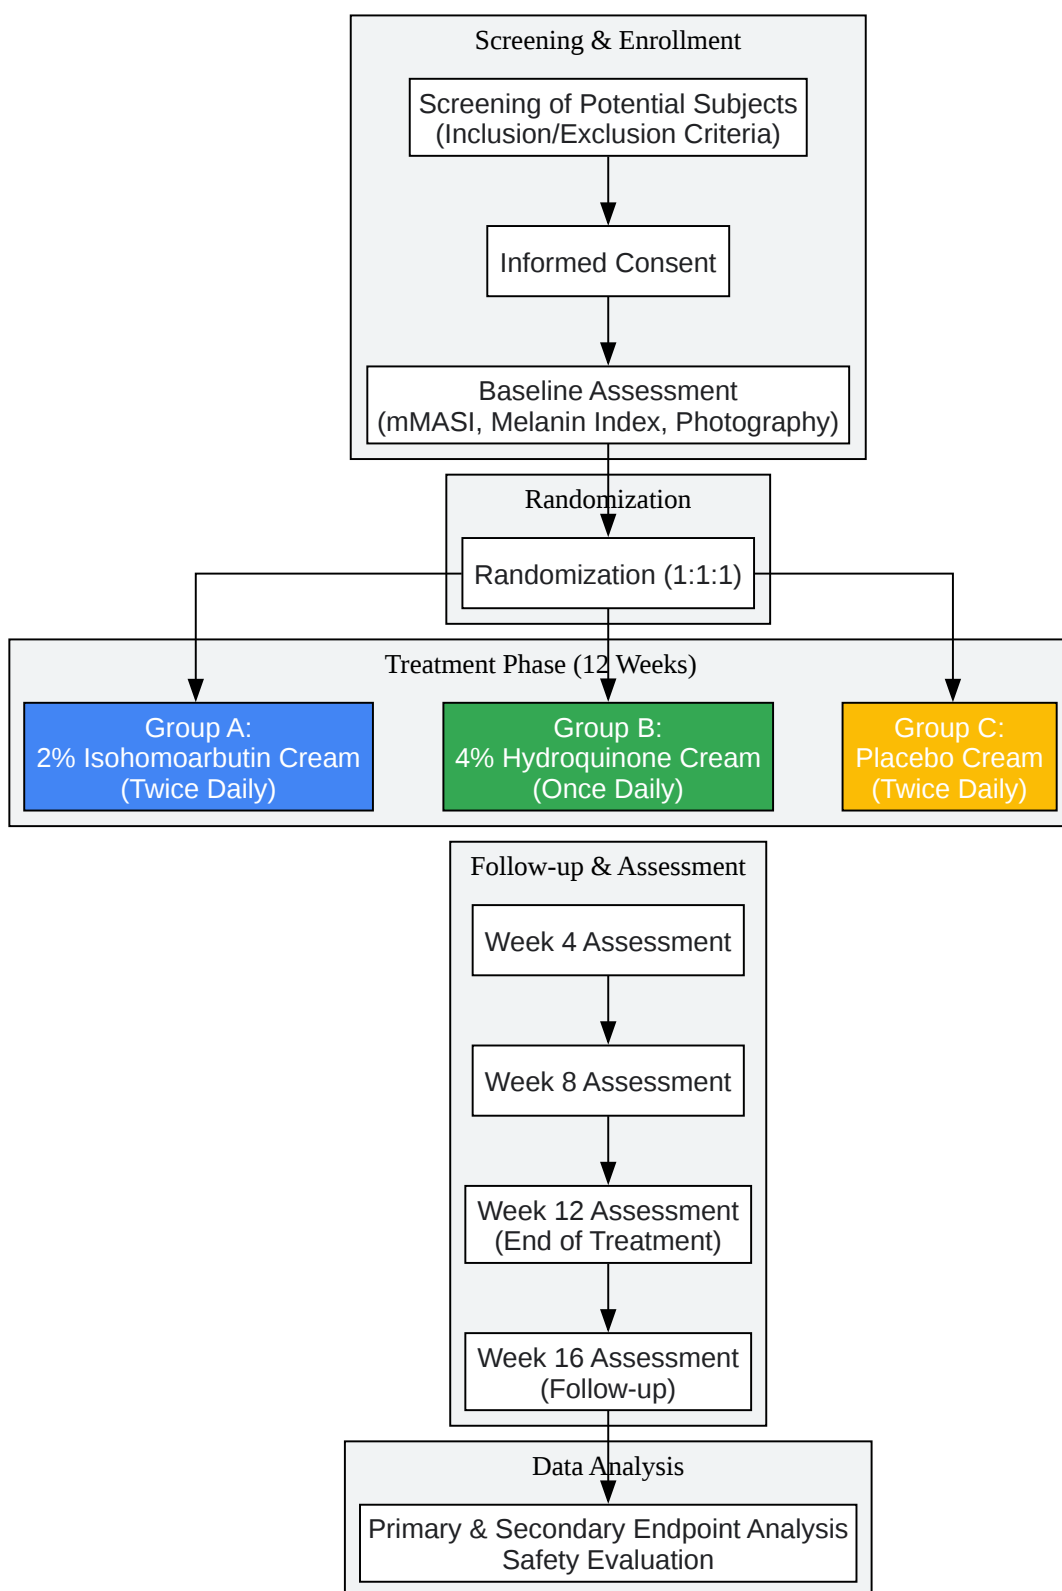 Screening & Enrollment
Screening of Potential Subjects
(Inclusion/Exclusion Criteria)
Informed Consent
Baseline Assessment
(mMASI, Melanin Index, Photography)
Randomization
Randomization (1:1:1)
Treatment Phase (12 Weeks)
Group A:
2% Isohomoarbutin Cream
(Twice Daily)
Group B:
4% Hydroquinone Cream
(Once Daily)
Group C:
Placebo Cream
(Twice Daily)
Follow-up & Assessment
Week 4 Assessment
Week 8 Assessment
Week 12 Assessment
(End of Treatment)
Week 16 Assessment
(Follow-up)
Data Analysis
Primary & Secondary Endpoint Analysis
Safety Evaluation